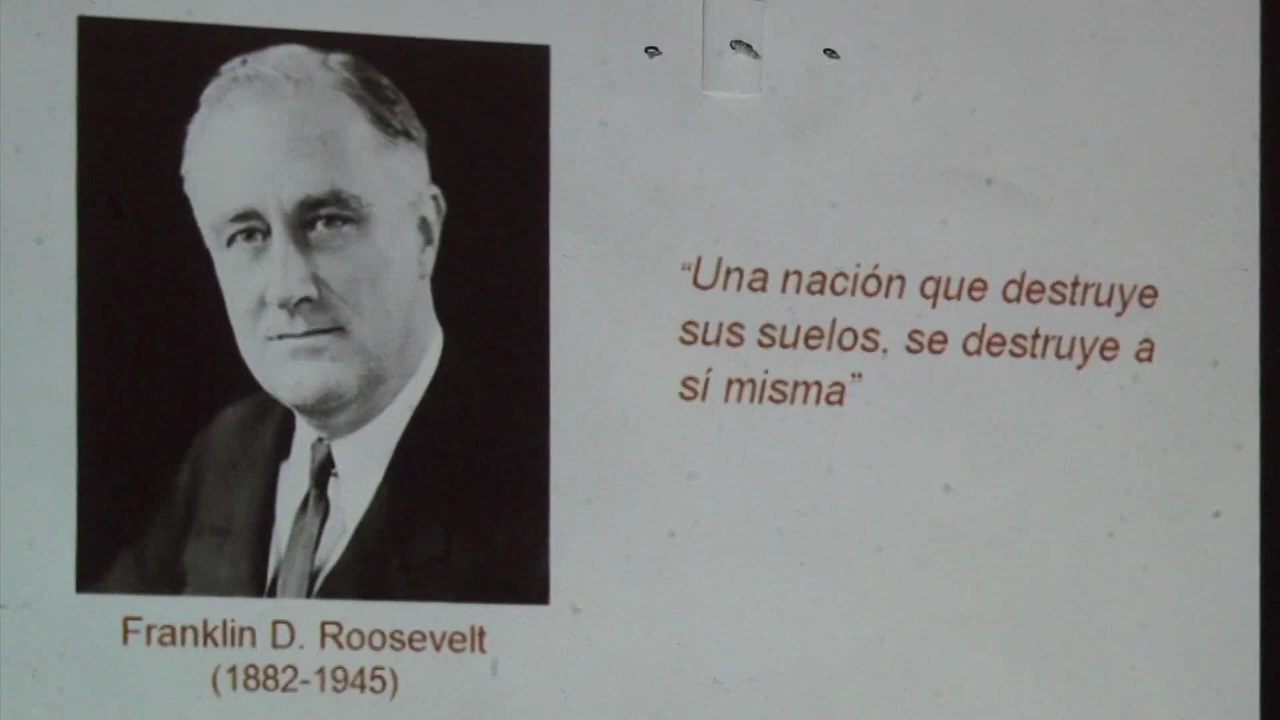 “Una nación que destruye
sus suelos, se destruye a
sí misma”
Franklin D. Roosevelt
(1882-1945)